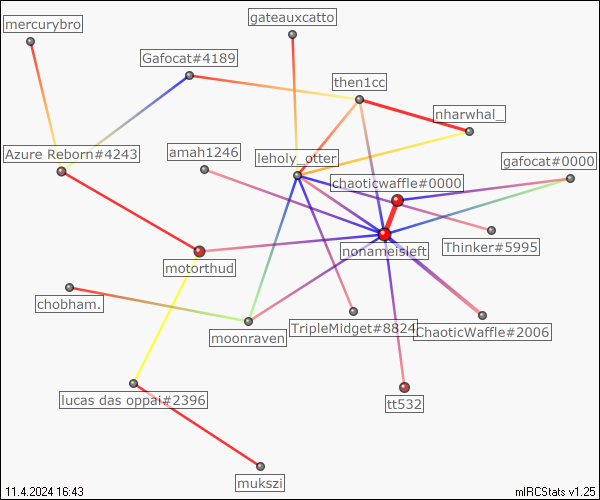 gateauxcatto
mercurybro
Gafocat#4189
then1cc
nharwhal_
Azure Reborn#4243
amah1246
leholy_otter
gafocat#0000
chaoticwaffle#0000
Thinker#5995
nonameisleft
motorthud
chobham.
moonraven
TripleMidget#8824
ChaoticWaffle#2006
lucas das oppai#2396
tt532
mukszi
11.4.2024 16:43
mIRCStats v1.25